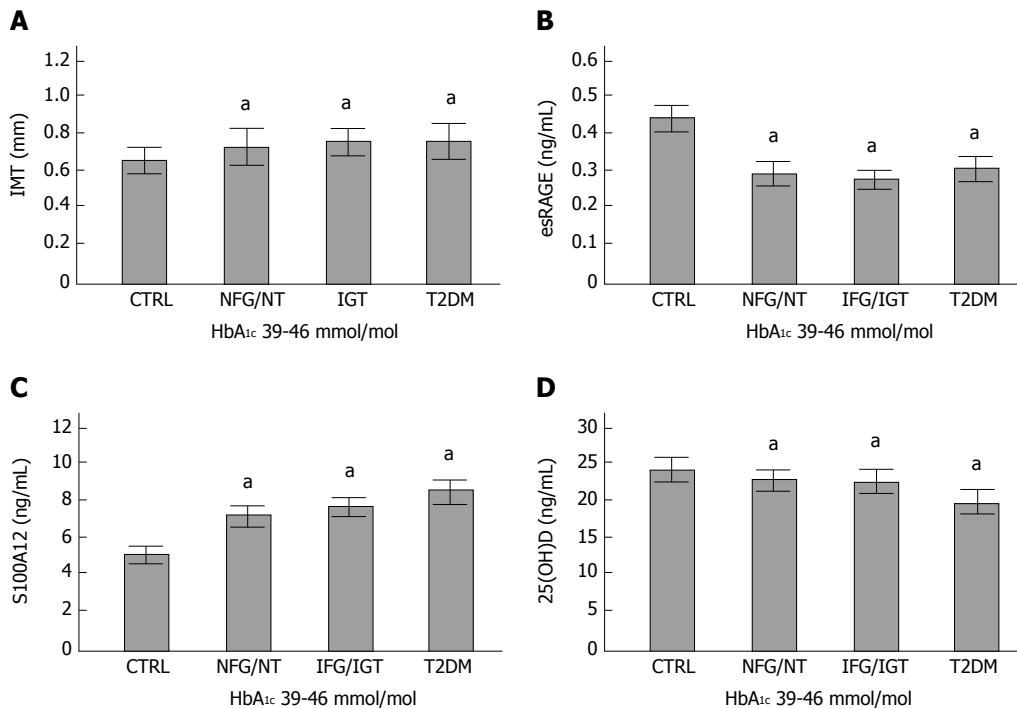 A
1.2
1.0
0.8
0.6
0.4
0.2
0
IMT (mm)
a a a
CTRL NFG/NT IGT T2DM
HbA1c 39-46 mmol/mol
B
0.6
0.5
0.4
0.3
0.2
0.1
0
esRAGE (ng/mL)
a a a
CTRL NFG/NT IFG/IGT T2DM
HbA1c 39-46 mmol/mol
C
12
10
8
6
4
2
0
S100A12 (ng/mL)
a a a
CTRL NFG/NT IFG/IGT T2DM
HbA1c 39-46 mmol/mol
D
30
25
20
15
10
5
0
25(OH)D (ng/mL)
a a a
CTRL NFG/NT IFG/IGT T2DM
HbA1c 39-46 mmol/mol